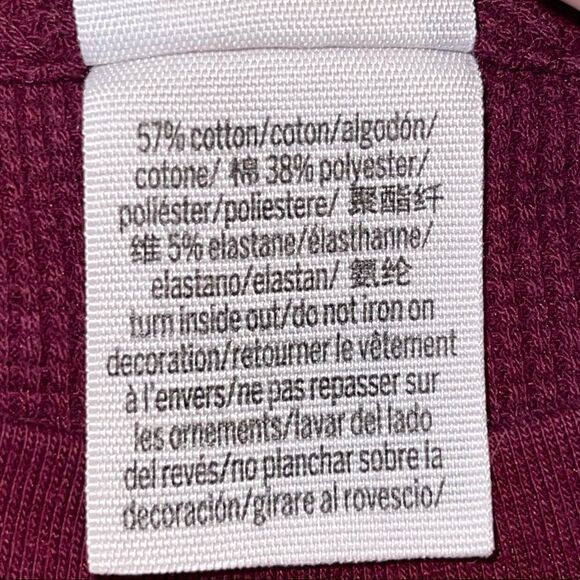 57% cotton/coton/algodón/
cotone/ 棉 38% polyester/
poliéster/poliestere/ 聚酯纤
维 5% elastane/élasthanne/
elastano/elastan/ 氨纶
turn inside out/do not iron on
decoration/retourner le vêtement
à l'envers/ne pas repasser sur
les ornements/lavar del lado
del revés/no planchar sobre la
decoración/girare al rovescio/